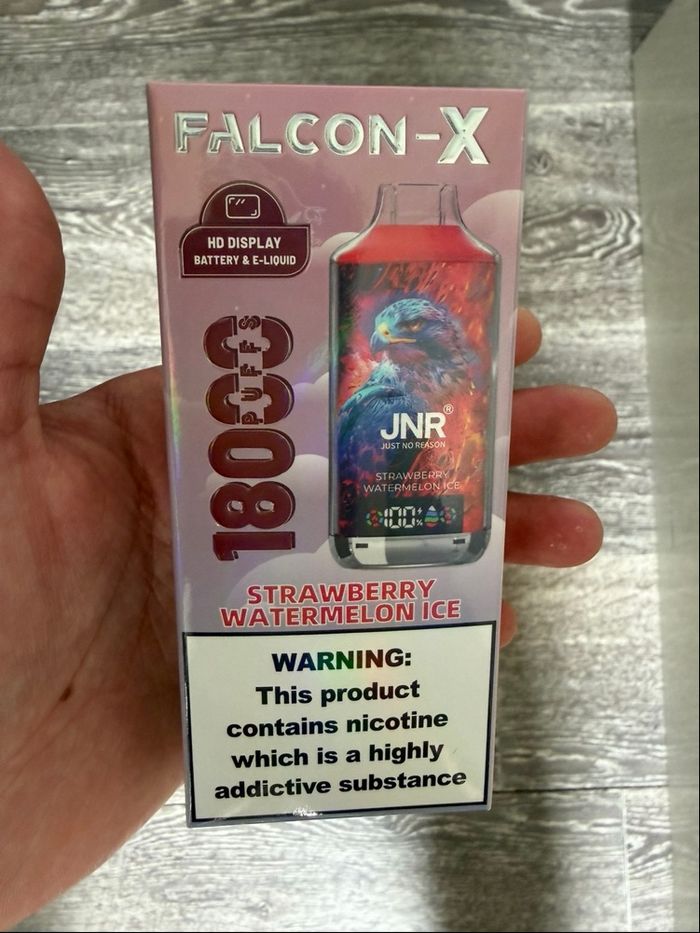 FALCON-X
HD DISPLAY
BATTERY & E-LIQUID
18000
PUFFS
JNR®
JUST NO REASON
STRAWBERRY
WATERMELON ICE
100%
STRAWBERRY
WATERMELON ICE
WARNING:
This product
contains nicotine
which is a highly
addictive substance